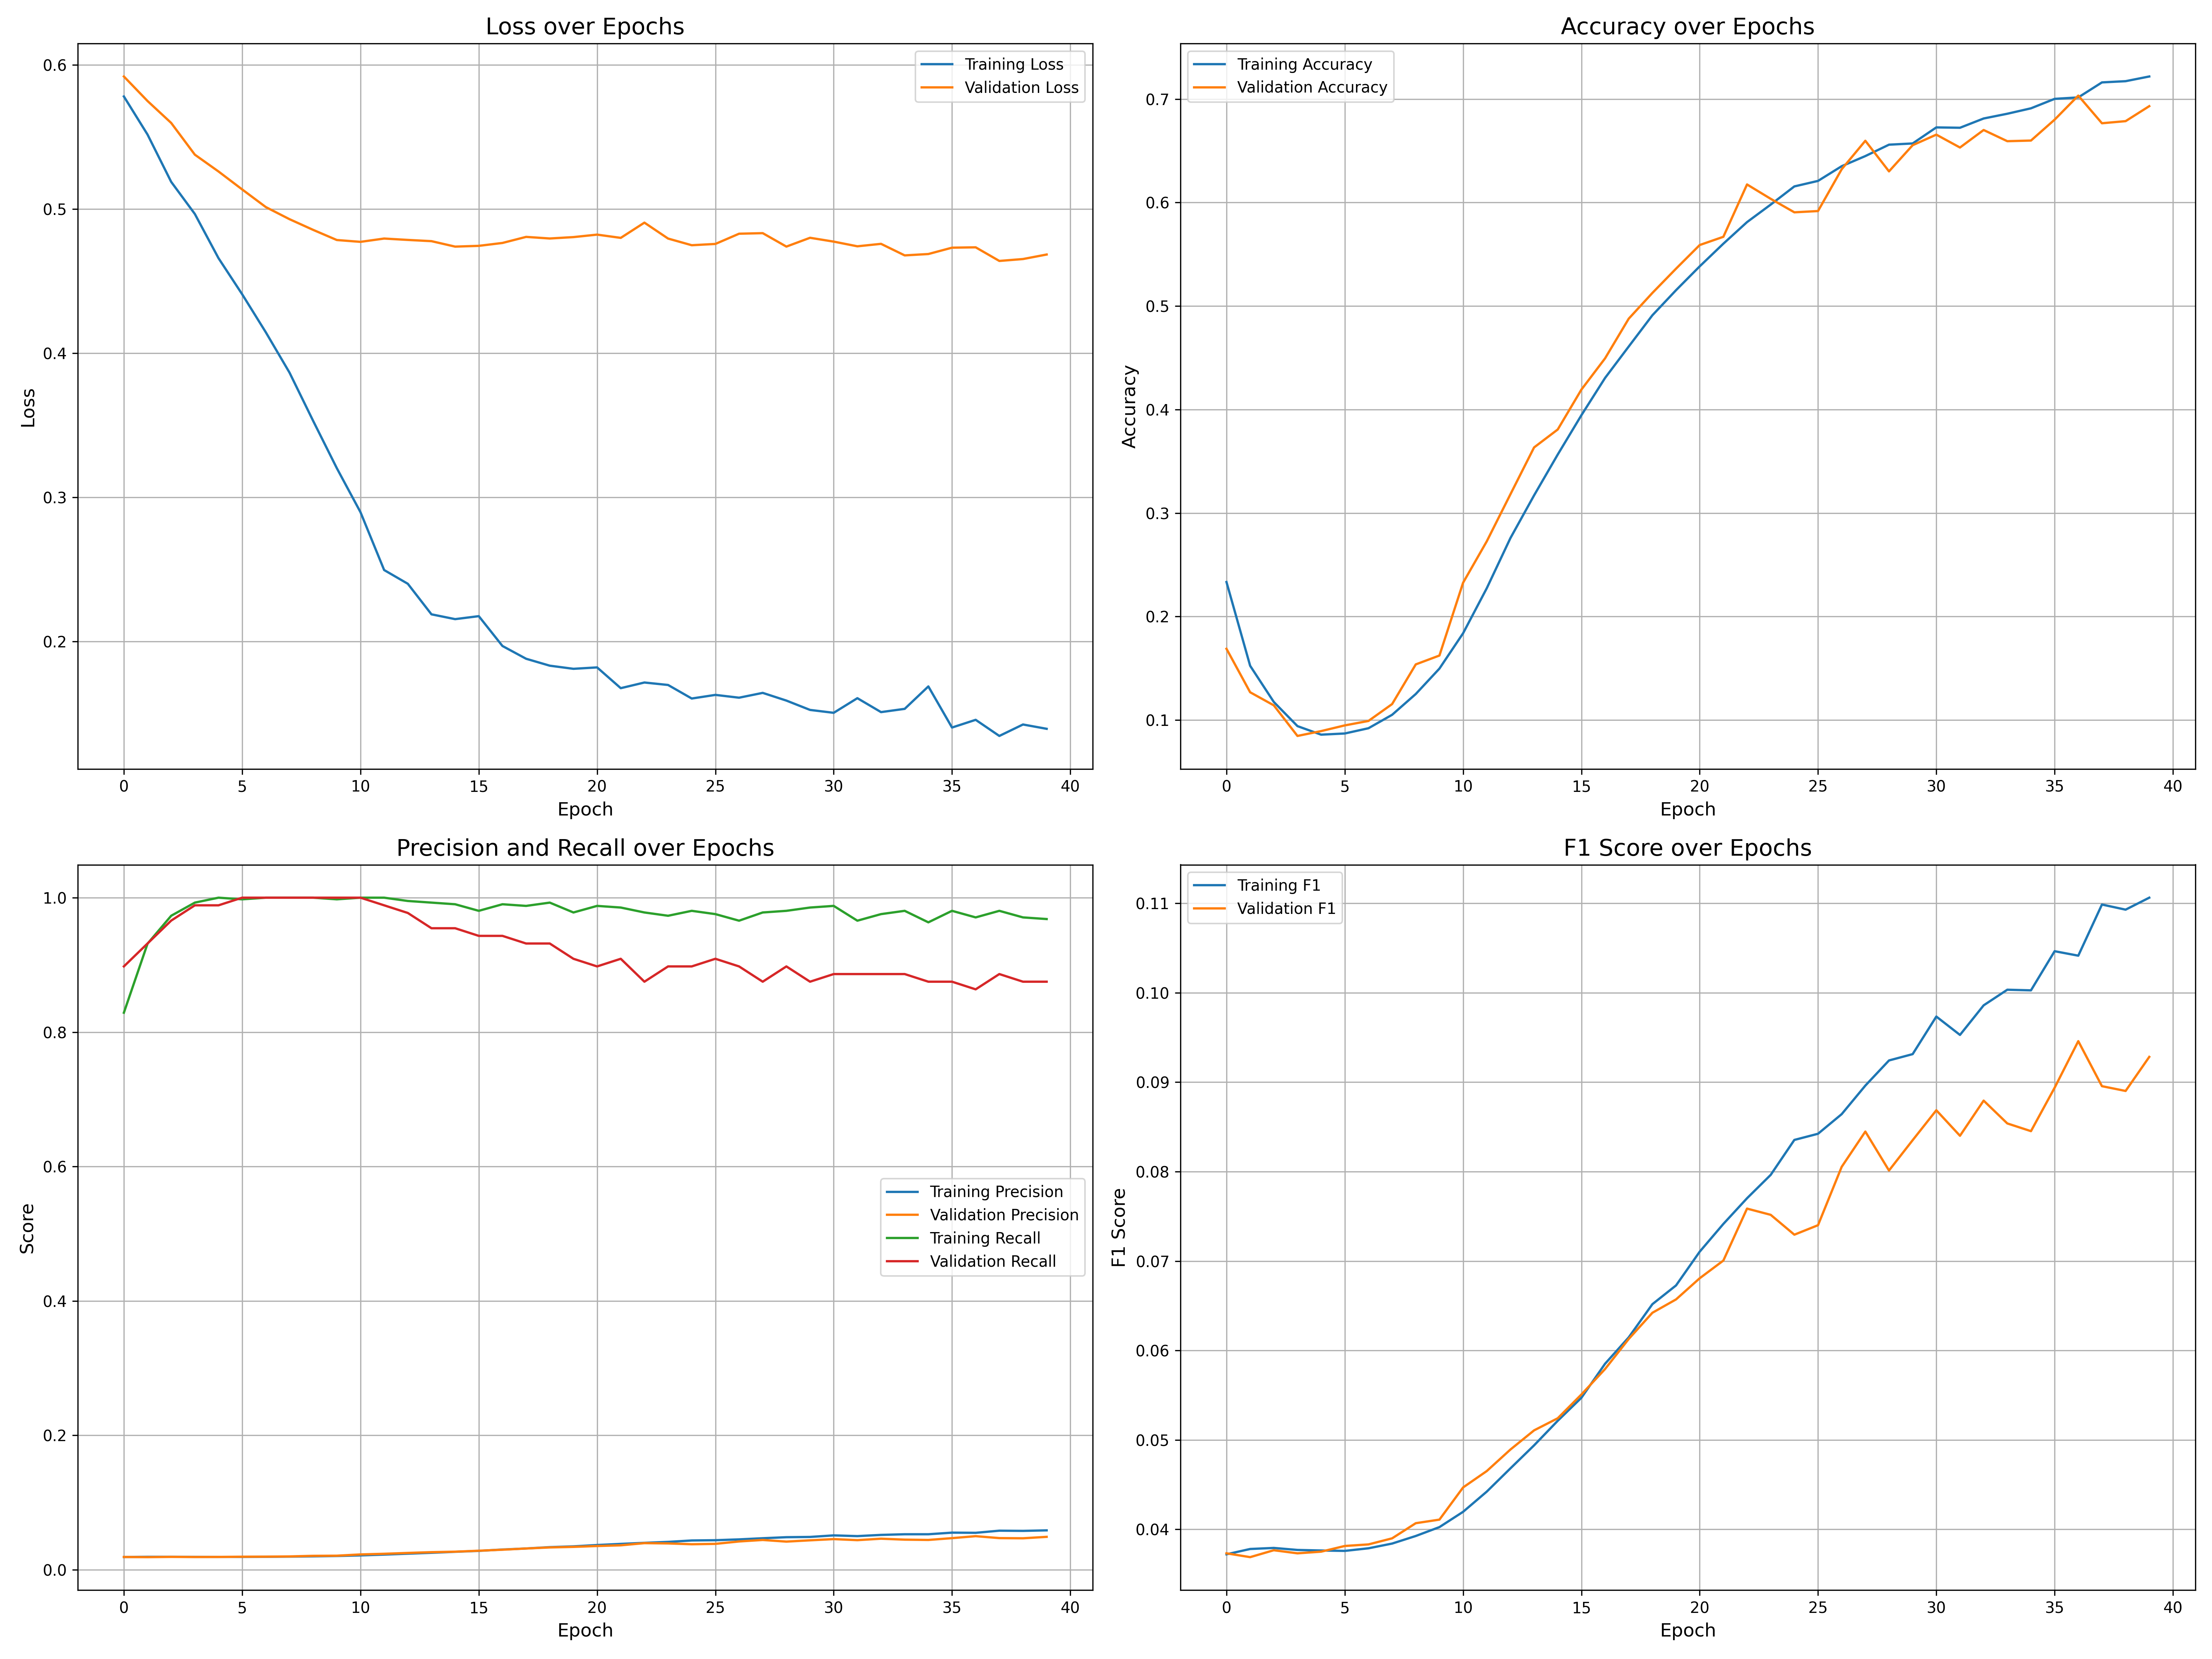 Loss over Epochs
Training Loss
Validation Loss
0.6
0.5
0.4
0.3
0.2
Loss
0 5 10 15 20 25 30 35 40
Epoch
Accuracy over Epochs
Training Accuracy
Validation Accuracy
0.7
0.6
0.5
0.4
0.3
0.2
0.1
Accuracy
0 5 10 15 20 25 30 35 40
Epoch
Precision and Recall over Epochs
1.0
0.8
0.6
0.4
0.2
0.0
Score
Training Precision
Validation Precision
Training Recall
Validation Recall
0 5 10 15 20 25 30 35 40
Epoch
F1 Score over Epochs
Training F1
Validation F1
0.11
0.10
0.09
0.08
0.07
0.06
0.05
0.04
F1 Score
0 5 10 15 20 25 30 35 40
Epoch